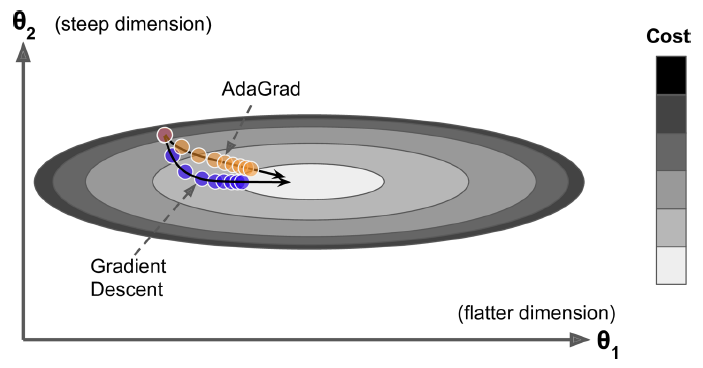 θ2 (steep dimension)
Cost
AdaGrad
Gradient
Descent
(flatter dimension)
θ1